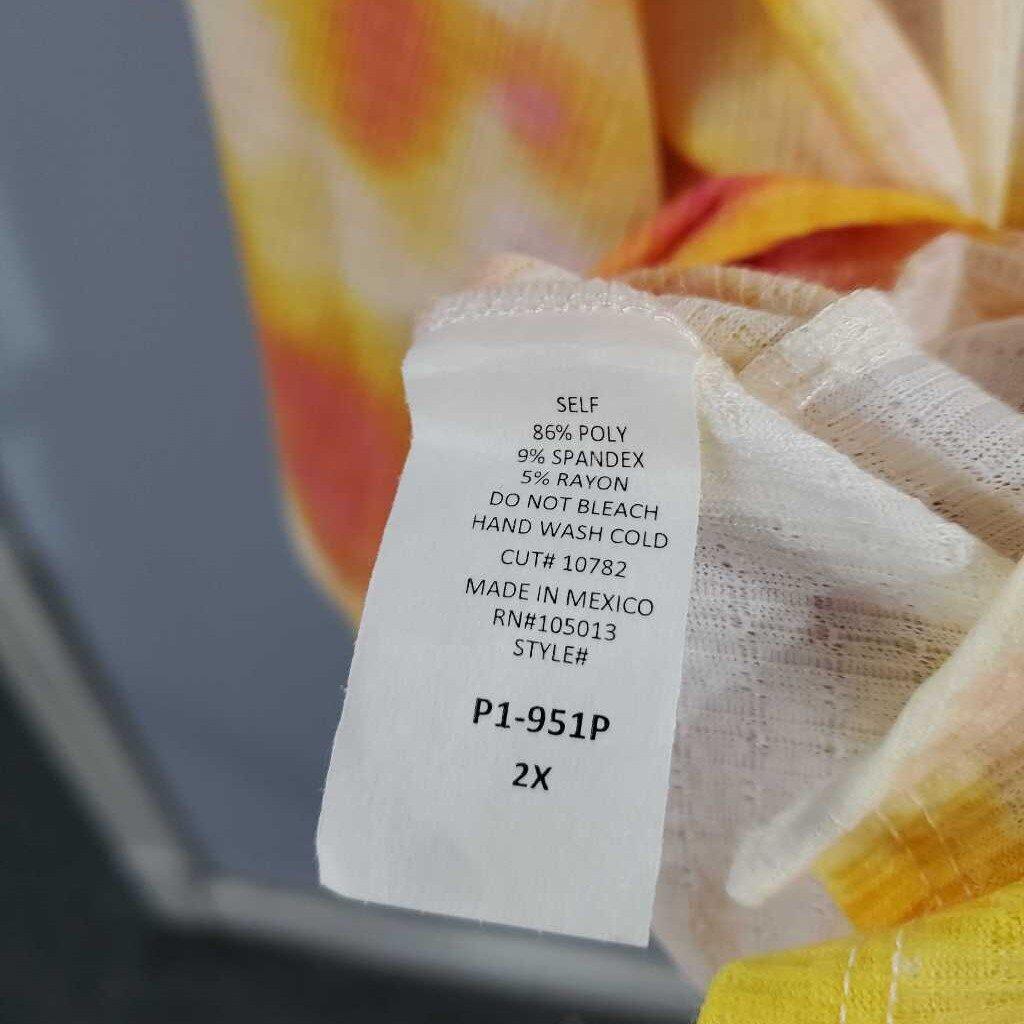 SELF
86% POLY
9% SPANDEX
5% RAYON
DO NOT BLEACH
HAND WASH COLD
CUT# 10782
MADE IN MEXICO
RN#105013
STYLE#
P1-951P
2X